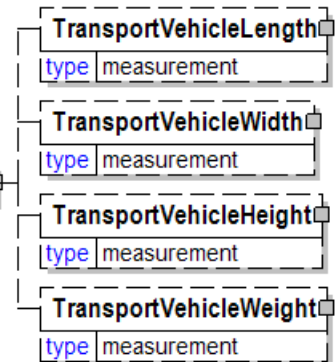 TransportVehicleLength
type measurement
TransportVehicleWidth
type measurement
TransportVehicleHeight
type measurement
TransportVehicleWeight
type measurement